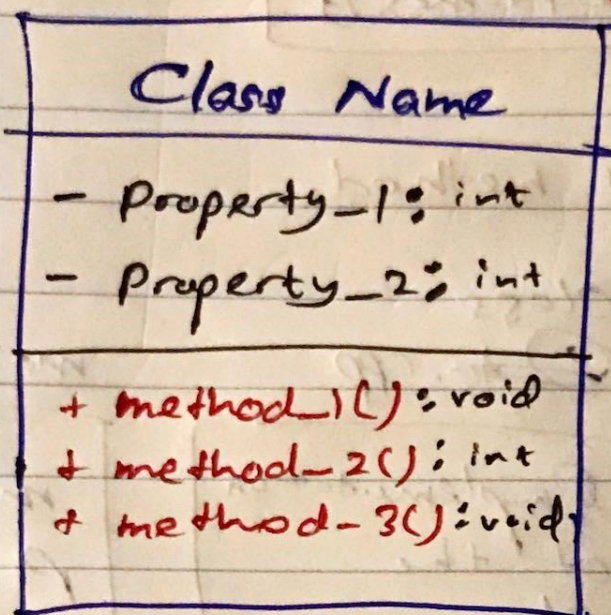 Class Name
- Property_1: int
- Property_2: int
+ method_1(): void
+ method_2(): int
+ method_3(): void